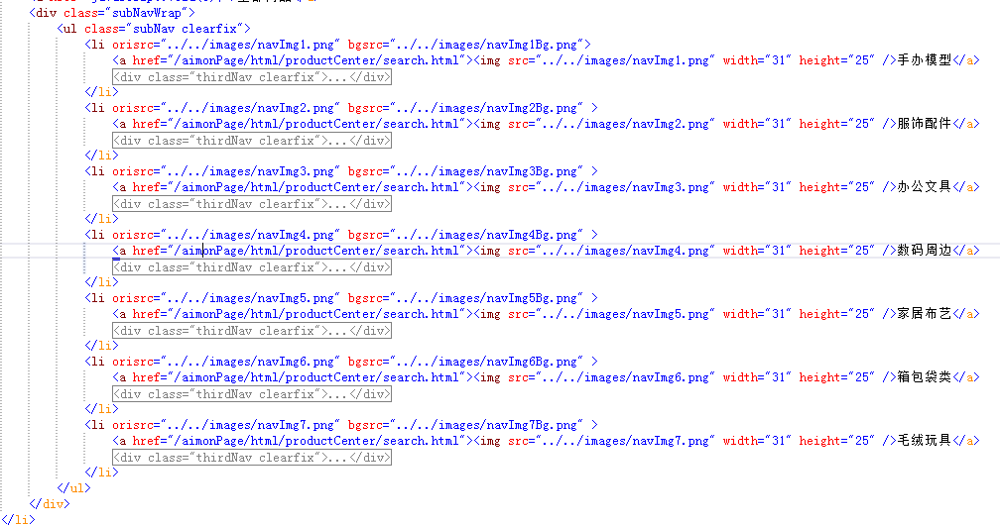 <div class="subNavWrap">
<ul class="subNav clearfix">
<li orisrc="../../images/navImg1.png" bgsrc="../../images/navImg1Bg.png">
<a href="/aimonPage/html/productCenter/search.html"><img src="../../images/navImg1.png" width="31" height="25" />手办模型</a>
<div class="thirdNav clearfix">...</div>
</li>
<li orisrc="../../images/navImg2.png" bgsrc="../../images/navImg2Bg.png" >
<a href="/aimonPage/html/productCenter/search.html"><img src="../../images/navImg2.png" width="31" height="25" />服饰配件</a>
<div class="thirdNav clearfix">...</div>
</li>
<li orisrc="../../images/navImg3.png" bgsrc="../../images/navImg3Bg.png" >
<a href="/aimonPage/html/productCenter/search.html"><img src="../../images/navImg3.png" width="31" height="25" />办公文具</a>
<div class="thirdNav clearfix">...</div>
</li>
<li orisrc="../../images/navImg4.png" bgsrc="../../images/navImg4Bg.png" >
<a href="/aimonPage/html/productCenter/search.html"><img src="../../images/navImg4.png" width="31" height="25" />数码周边</a>
<div class="thirdNav clearfix">...</div>
</li>
<li orisrc="../../images/navImg5.png" bgsrc="../../images/navImg5Bg.png" >
<a href="/aimonPage/html/productCenter/search.html"><img src="../../images/navImg5.png" width="31" height="25" />家居布艺</a>
<div class="thirdNav clearfix">...</div>
</li>
<li orisrc="../../images/navImg6.png" bgsrc="../../images/navImg6Bg.png" >
<a href="/aimonPage/html/productCenter/search.html"><img src="../../images/navImg6.png" width="31" height="25" />箱包袋类</a>
<div class="thirdNav clearfix">...</div>
</li>
<li orisrc="../../images/navImg7.png" bgsrc="../../images/navImg7Bg.png" >
<a href="/aimonPage/html/productCenter/search.html"><img src="../../images/navImg7.png" width="31" height="25" />毛绒玩具</a>
<div class="thirdNav clearfix">...</div>
</li>
</ul>
</div>
</li>